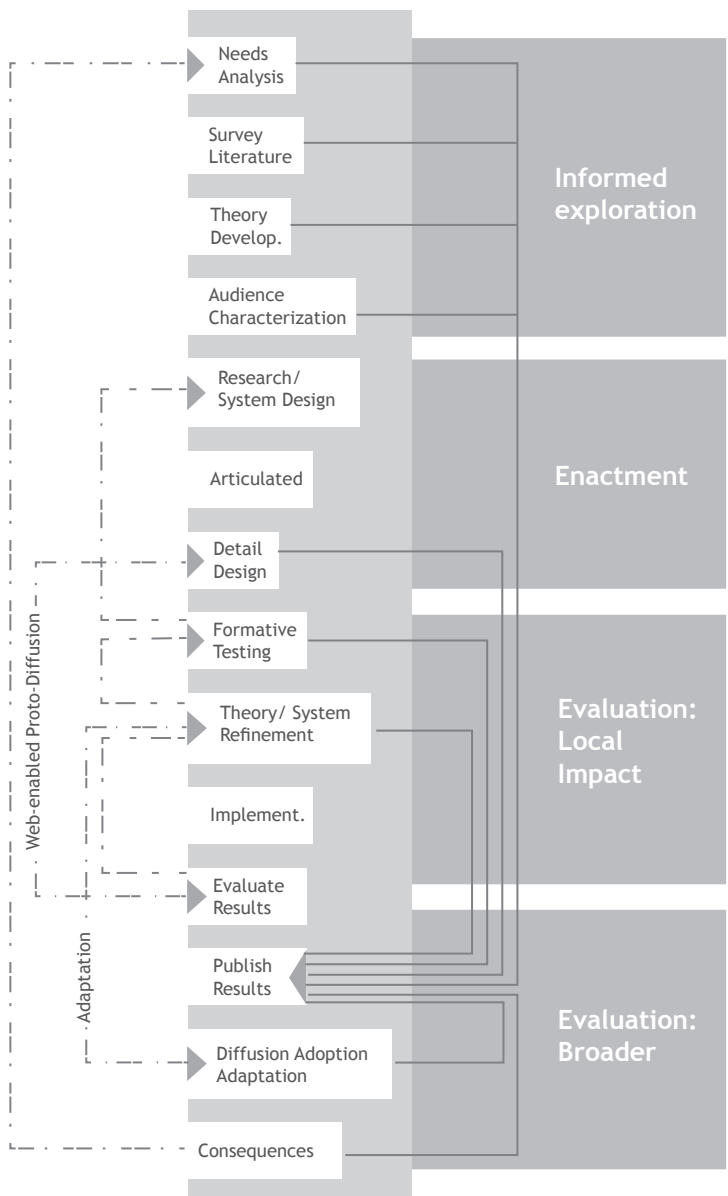 Needs
Analysis
Survey
Literature
Theory
Develop.
Audience
Characterization
Informed
exploration
Research/
System Design
Articulated
Detail
Design
Enactment
Formative
Testing
Theory/ System
Refinement
Implement.
Evaluation:
Local
Impact
Evaluate
Results
Publish
Results
Diffusion Adoption
Adaptation
Consequences
Evaluation:
Broader
Web-enabled Proto-Diffusion
Adaptation